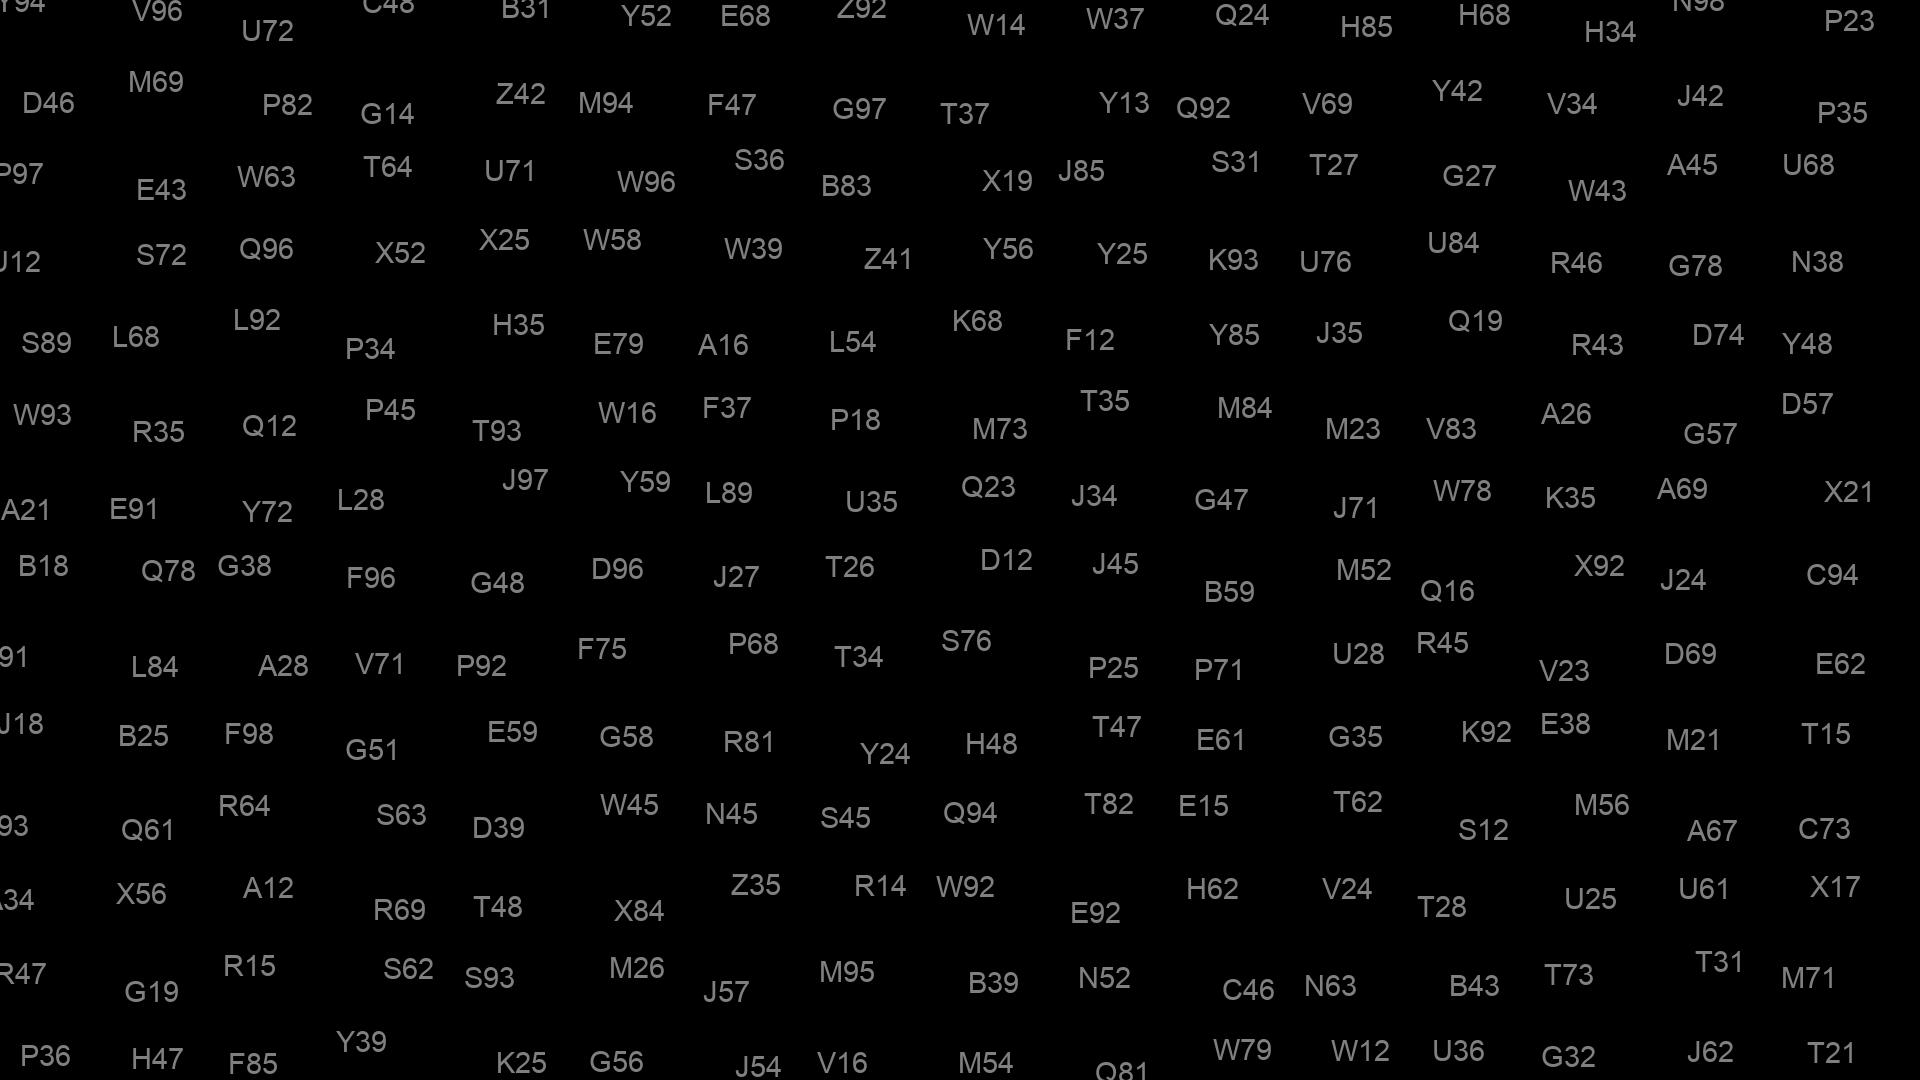 Y94 V96 U72 C48 B31 Y52 E68 Z92 W14 W37 Q24 H85 H68 H34 N98 P23
D46 M69 P82 G14 Z42 M94 F47 G97 T37 Y13 Q92 V69 Y42 V34 J42 P35
P97 E43 W63 T64 U71 W96 S36 B83 X19 J85 S31 T27 G27 W43 A45 U68
J12 S72 Q96 X52 X25 W58 W39 Z41 Y56 Y25 K93 U76 U84 R46 G78 N38
S89 L68 L92 P34 H35 E79 A16 L54 K68 F12 Y85 J35 Q19 R43 D74 Y48
W93 R35 Q12 P45 T93 W16 F37 P18 M73 T35 M84 M23 V83 A26 G57 D57
A21 E91 Y72 L28 J97 Y59 L89 U35 Q23 J34 G47 J71 W78 K35 A69 X21
B18 Q78 G38 F96 G48 D96 J27 T26 D12 J45 B59 M52 Q16 X92 J24 C94
91 L84 A28 V71 P92 F75 P68 T34 S76 P25 P71 U28 R45 V23 D69 E62
J18 B25 F98 G51 E59 G58 R81 Y24 H48 T47 E61 G35 K92 E38 M21 T15
93 Q61 R64 S63 D39 W45 N45 S45 Q94 T82 E15 T62 S12 M56 A67 C73
A34 X56 A12 R69 T48 X84 Z35 R14 W92 E92 H62 V24 T28 U25 U61 X17
R47 G19 R15 S62 S93 M26 J57 M95 B39 N52 C46 N63 B43 T73 T31 M71
P36 H47 F85 Y39 K25 G56 J54 V16 M54 Q81 W79 W12 U36 G32 J62 T21